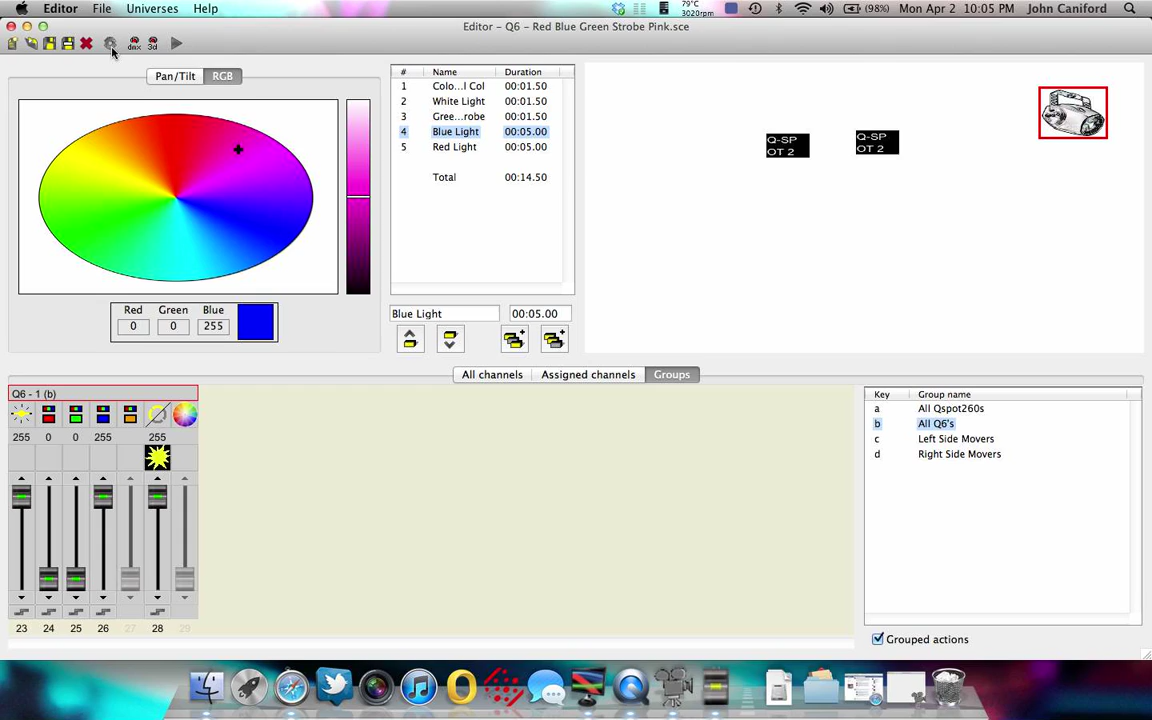 Editor File Universes Help
79°C
3020rpm
(98%) Mon Apr 2 10:05 PM John Caniford
Editor - Q6 - Red Blue Green Strobe Pink.sce
dmx 3d
Pan/Tilt RGB
# Name Duration
1 Colo...l Col 00:01.50
2 White Light 00:01.50
3 Gree...robe 00:01.50
4 Blue Light 00:05.00
5 Red Light 00:05.00
Total 00:14.50
Q-SP
OT 2
Q-SP
OT 2
Red Green Blue
0 0 255
Blue Light 00:05.00
All channels Assigned channels Groups
Q6 - 1 (b)
255 0 0 255 255
23 24 25 26 27 28 29
Key Group name
a All Qspot260s
b All Q6's
c Left Side Movers
d Right Side Movers
Grouped actions